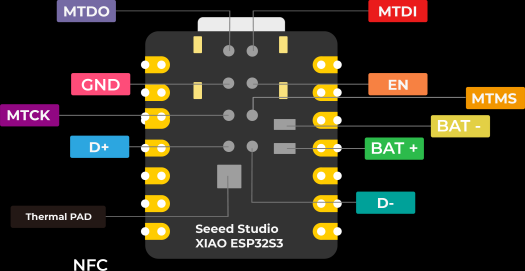 MTDO
MTDI
GND
EN
MTCK
MTMS
D+
BAT -
BAT +
D-
Thermal PAD
Seeed Studio
XIAO ESP32S3
NFC